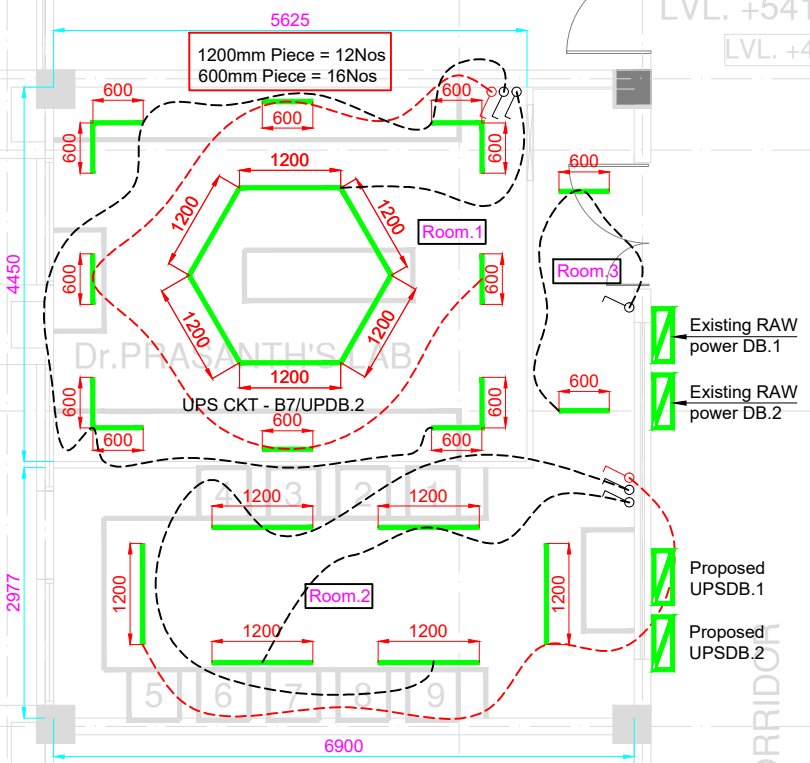 5625
LVL. +541
LVL. +4
1200mm Piece = 12Nos
600mm Piece = 16Nos
600
600
600
600
600
600
600
1200
1200
1200
Room.1
Room.3
4450
600
600
Existing RAW
power DB.1
Dr.PRASANTH'S LAB
1200
1200
1200
Existing RAW
power DB.2
UPS CKT - B7/UPDB.2
600
600
600
600
600
600
4
3
2
1
1200
1200
2977
1200
1200
Room.2
Proposed
UPSDB.1
Proposed
UPSDB.2
1200
1200
5
6
7
8
9
6900